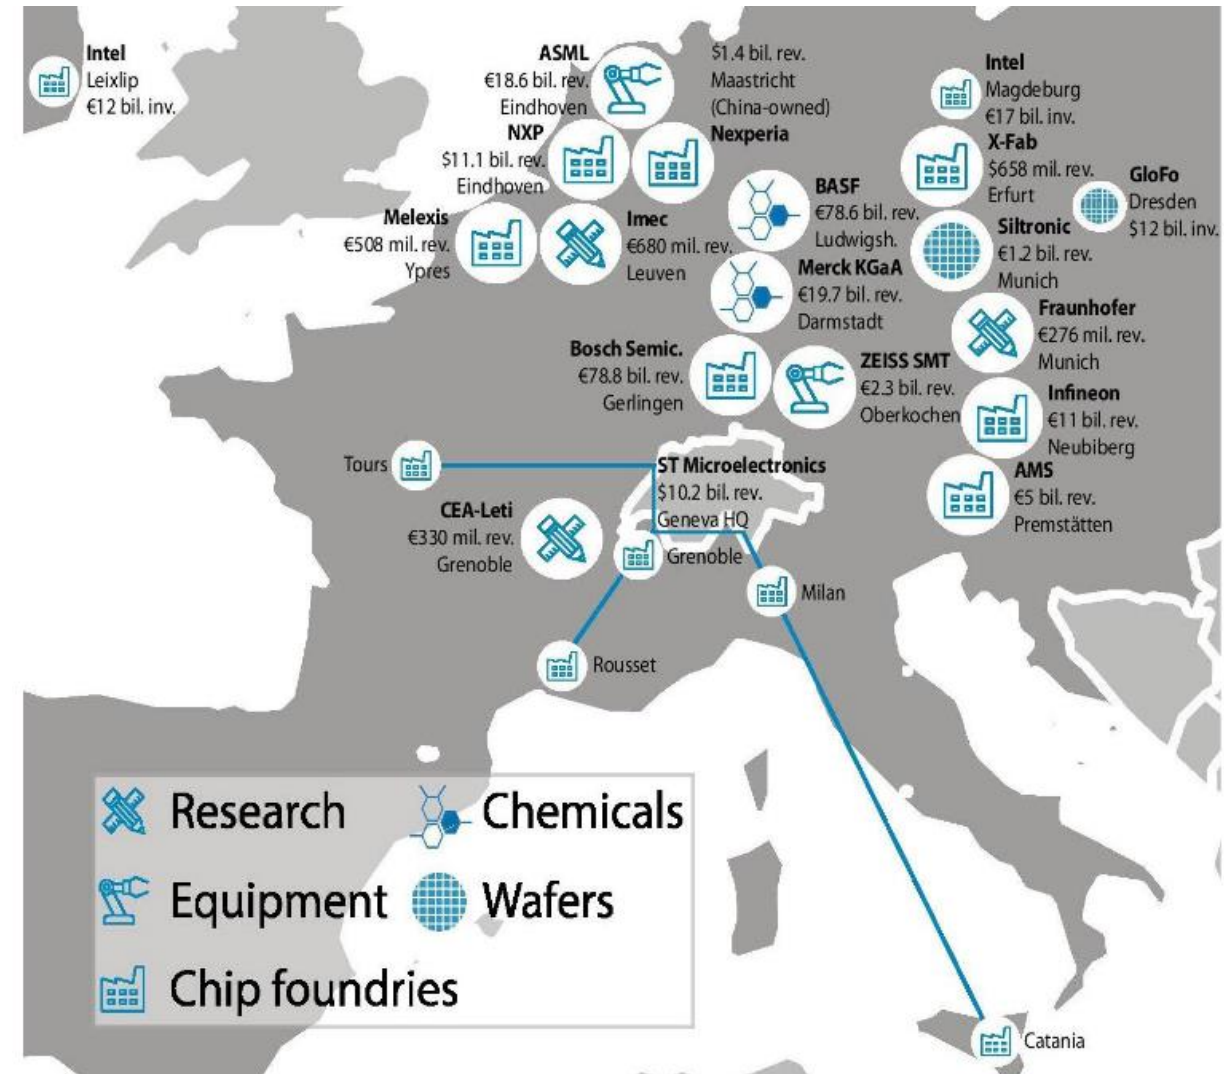 Intel
Leixlip
€12 bil. inv.
ASML
€18.6 bil. rev.
Eindhoven
$1.4 bil. rev.
Maastricht
(China-owned)
Nexperia
NXP
$11.1 bil. rev.
Eindhoven
Intel
Magdeburg
€17 bil. inv.
X-Fab
$658 mil. rev.
Erfurt
GloFo
Dresden
$12 bil. inv.
Melexis
€508 mil. rev.
Ypres
Imec
€680 mil. rev.
Leuven
BASF
€78.6 bil. rev.
Ludwigsh.
Siltronic
€1.2 bil. rev.
Munich
Merck KGaA
€19.7 bil. rev.
Darmstadt
Fraunhofer
€276 mil. rev.
Munich
Bosch Semic.
€78.8 bil. rev.
Gerlingen
ZEISS SMT
€2.3 bil. rev.
Oberkochen
Infineon
€11 bil. rev.
Neubiberg
Tours
ST Microelectronics
$10.2 bil. rev.
Geneva HQ
AMS
€5 bil. rev.
Premstätten
CEA-Leti
€330 mil. rev.
Grenoble
Grenoble
Milan
Rousset
Research
Chemicals
Equipment
Wafers
Chip foundries
Catania